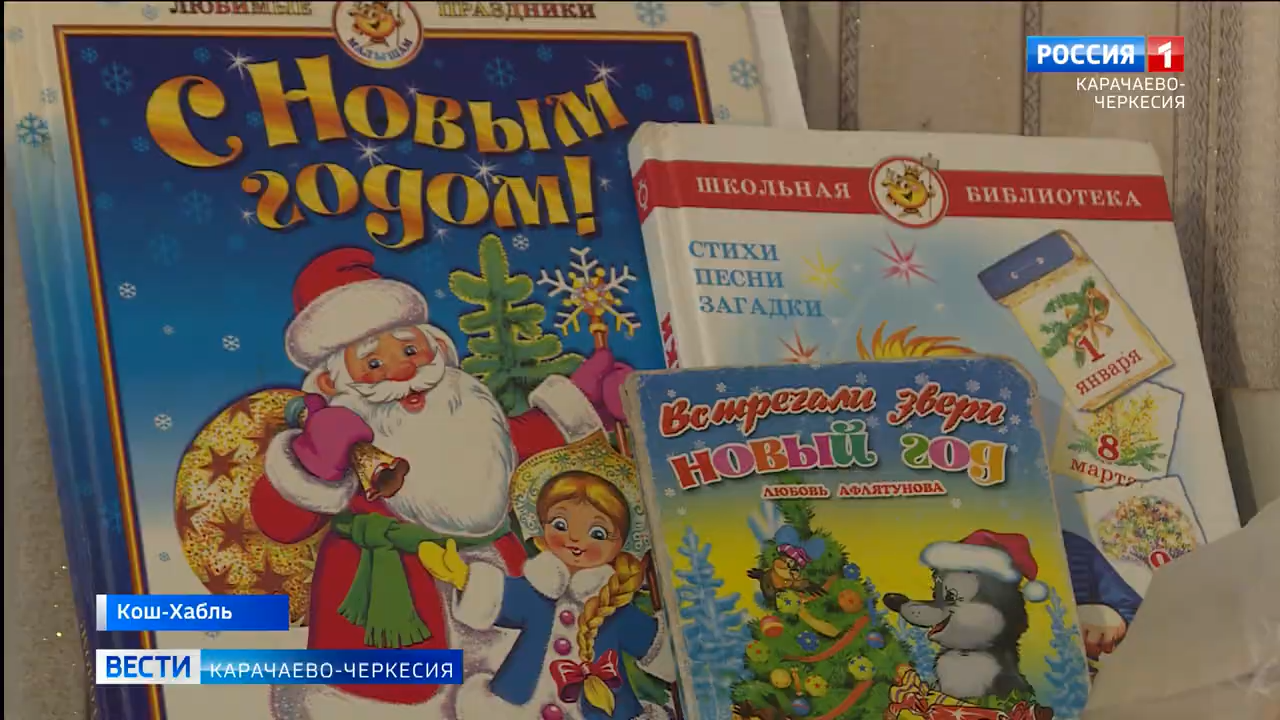 ЛЮБИМЫЕ ПРАЗДНИКИ
МАЛЫШАМ
С Новым
годом!
РОССИЯ 1
КАРАЧАЕВО-
ЧЕРКЕСИЯ
ШКОЛЬНАЯ БИБЛИОТЕКА
СТИХИ
ПЕСНИ
ЗАГАДКИ
1
января
8
марта
9
Встречали звери
новый год
ЛЮБОВЬ АФЛЯТУНОВА
Кош-Хабль
ВЕСТИ КАРАЧАЕВО-ЧЕРКЕСИЯ